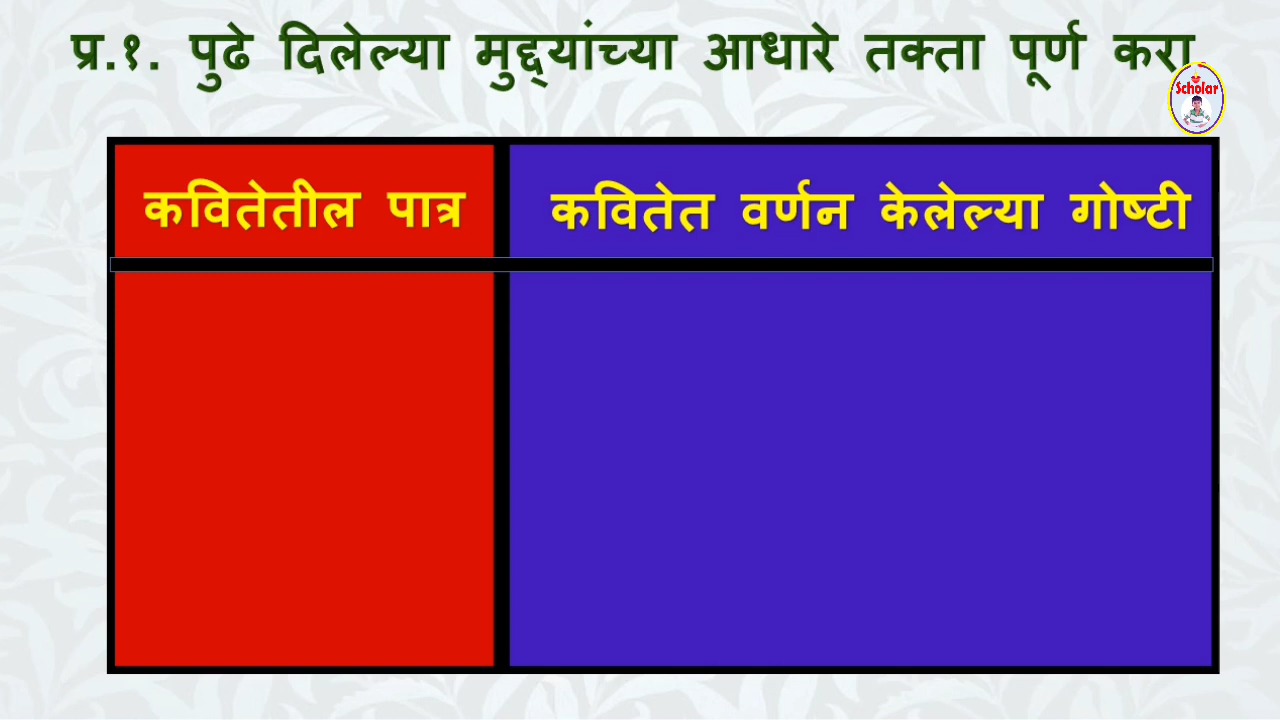 प्र.१. पुढे दिलेल्या मुद्द्यांच्या आधारे तक्ता पूर्ण करा.
Scholar
कवितेतील पात्र
कवितेत वर्णन केलेल्या गोष्टी